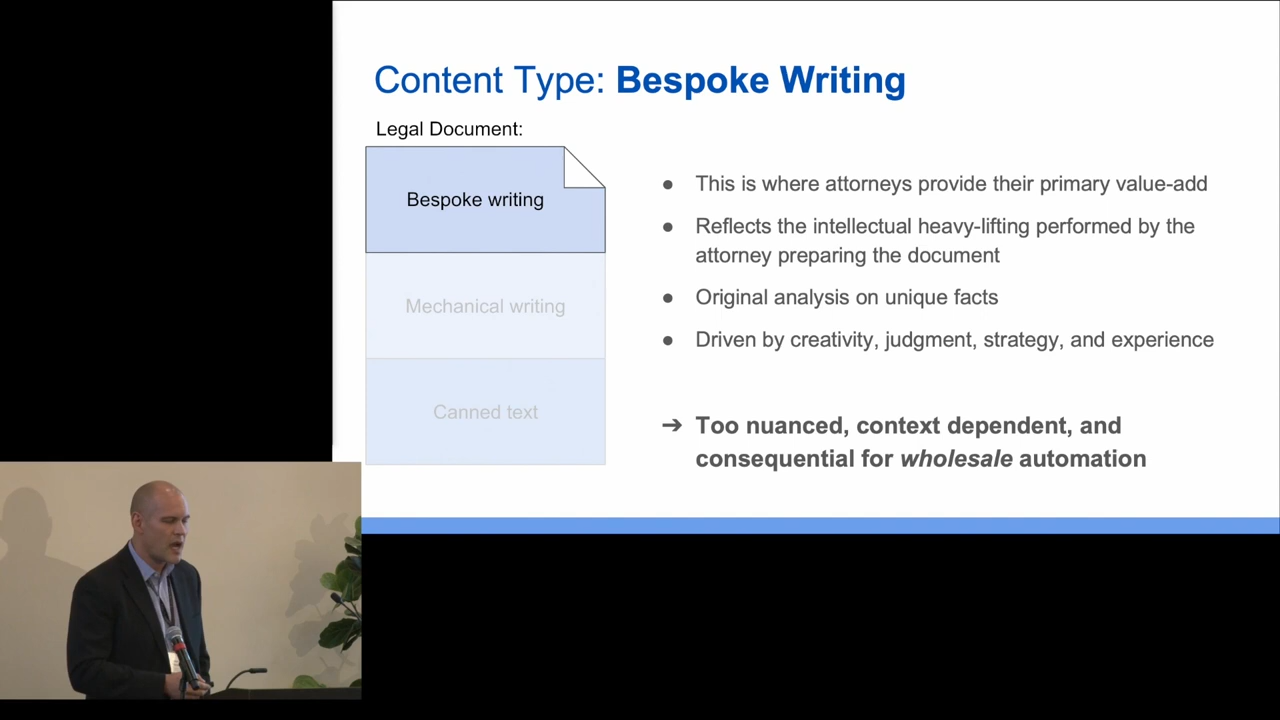 Content Type: Bespoke Writing
Legal Document:
Bespoke writing
Mechanical writing
Canned text
● This is where attorneys provide their primary value-add
● Reflects the intellectual heavy-lifting performed by the
attorney preparing the document
● Original analysis on unique facts
● Driven by creativity, judgment, strategy, and experience
➔ Too nuanced, context dependent, and
consequential for wholesale automation